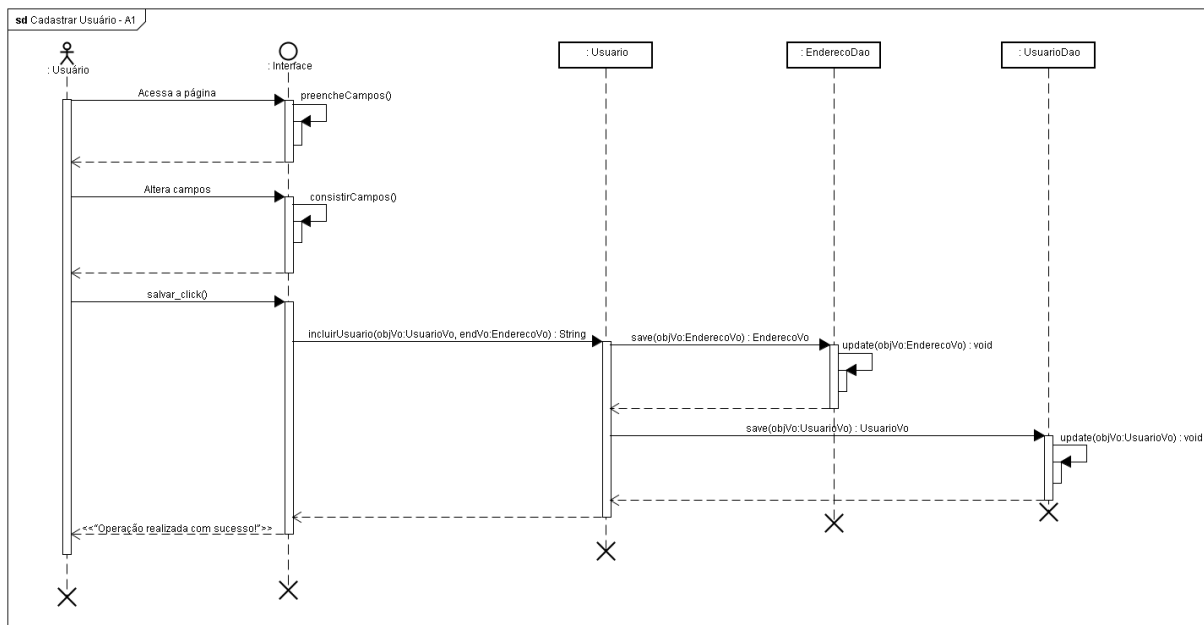 sd Cadastrar Usuário - A1
: Usuário
: Interface
: Usuario
: EnderecoDao
: UsuarioDao
Acessa a página
preencheCampos()
Altera campos
consistirCampos()
salvar_click()
incluirUsuario(objVo:UsuarioVo, endVo:EnderecoVo) : String
save(objVo:EnderecoVo) : EnderecoVo
update(objVo:EnderecoVo) : void
save(objVo:UsuarioVo) : UsuarioVo
update(objVo:UsuarioVo) : void
<<"Operação realizada com sucesso!">>